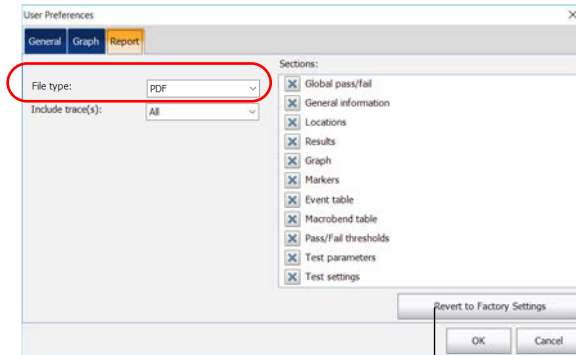 User Preferences
General Graph Report
File type: PDF
Include trace(s): All
Sections:
Global pass/fail
General information
Locations
Results
Graph
Markers
Event table
Macrobend table
Pass/Fail thresholds
Test parameters
Test settings
Revert to Factory Settings
OK Cancel